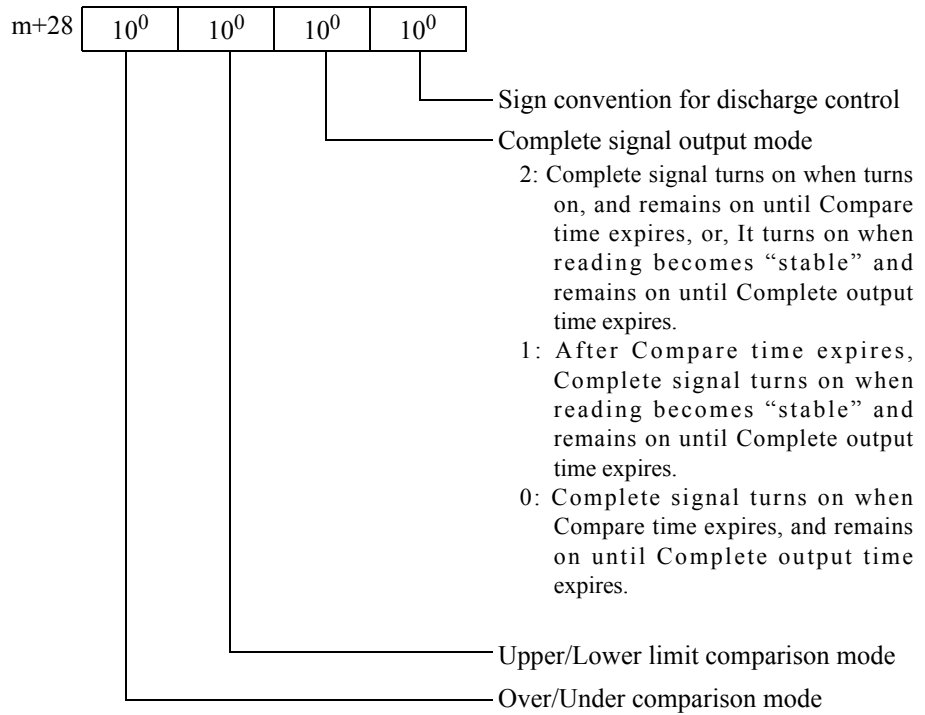 m+28 10⁰ 10⁰ 10⁰ 10⁰
Sign convention for discharge control
Complete signal output mode
2: Complete signal turns on when turns
on, and remains on until Compare
time expires, or, It turns on when
reading becomes “stable” and
remains on until Complete output
time expires.
1: After Compare time expires,
Complete signal turns on when
reading becomes “stable” and
remains on until Complete output
time expires.
0: Complete signal turns on when
Compare time expires, and remains
on until Complete output time
expires.
Upper/Lower limit comparison mode
Over/Under comparison mode